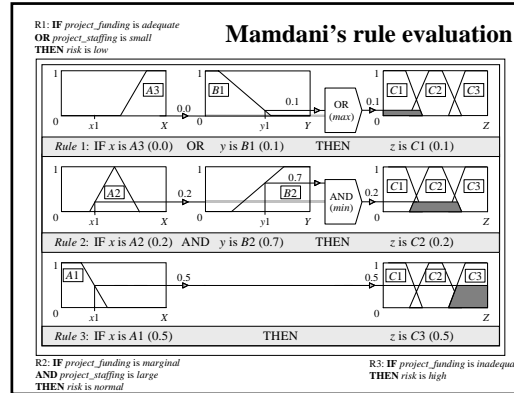 R1: IF project_funding is adequate
OR project_staffing is small
THEN risk is low
Mamdani's rule evaluation
1
A3
0
x1
X
0.0
1
B1
0.1
0
y1
Y
OR
(max)
0.1
1
C1
C2
C3
0
Z
Rule 1: IF x is A3 (0.0) OR y is B1 (0.1) THEN z is C1 (0.1)
1
A2
0
x1
X
0.2
1
0.7
B2
0
y1
Y
AND
(min)
0.2
1
C1
C2
C3
0
Z
Rule 2: IF x is A2 (0.2) AND y is B2 (0.7) THEN z is C2 (0.2)
1
A1
0
x1
X
0.5
0.5
1
C1
C2
C3
0
Z
Rule 3: IF x is A1 (0.5) THEN z is C3 (0.5)
R2: IF project_funding is marginal
AND project_staffing is large
THEN risk is normal
R3: IF project_funding is inadequa
THEN risk is high